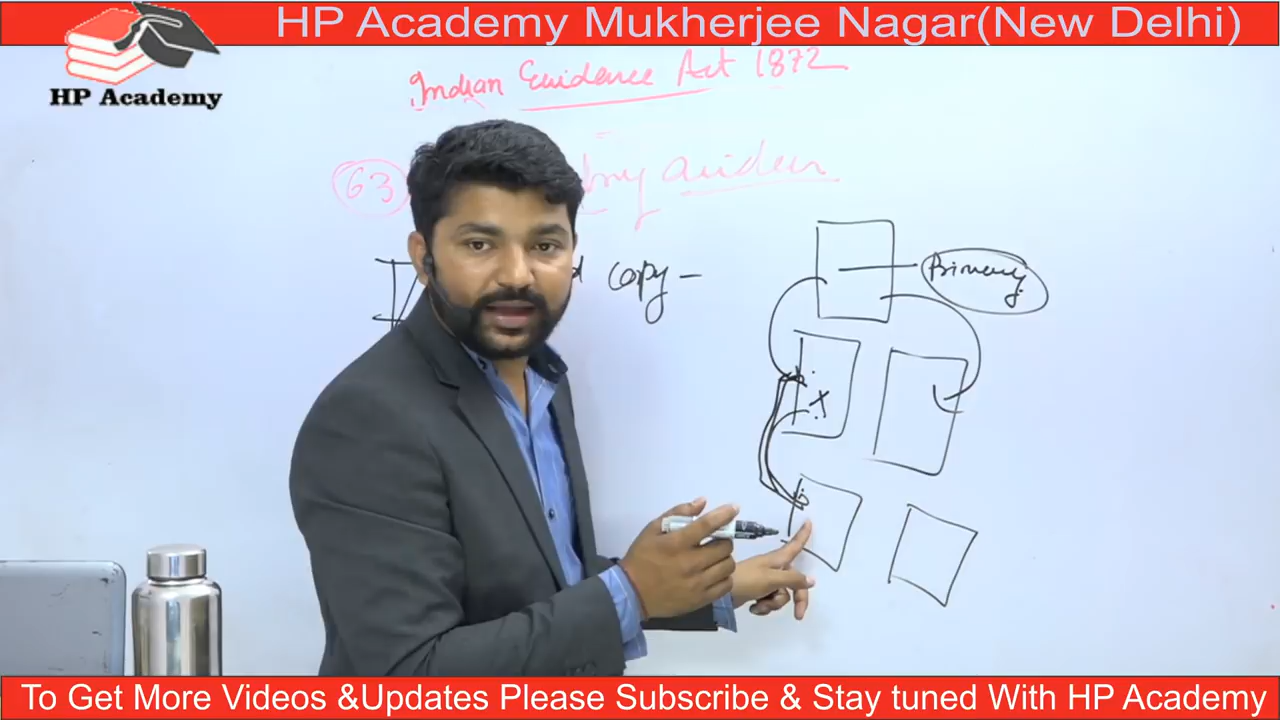 HP Academy Mukherjee Nagar(New Delhi)
HP Academy
Indian Evidence Act 1872
63
copy -
Primary
To Get More Videos &Updates Please Subscribe & Stay tuned With HP Academy